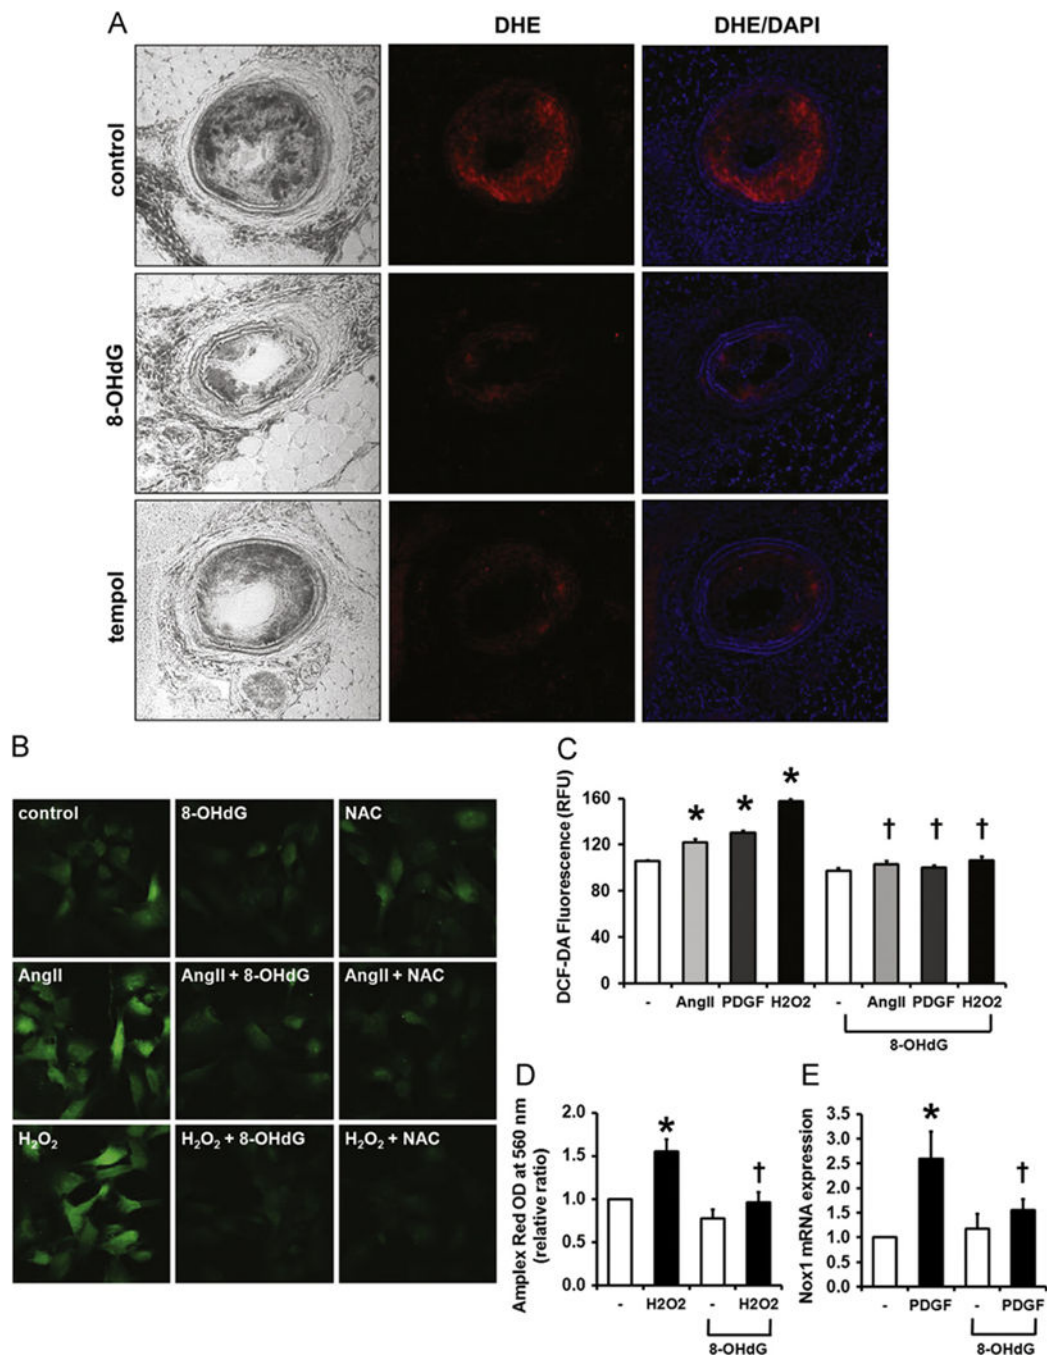 A
DHE
DHE/DAPI
control
8-OHdG
tempol
B
control
8-OHdG
NAC
AngII
AngII + 8-OHdG
AngII + NAC
H₂O₂
H₂O₂ + 8-OHdG
H₂O₂ + NAC
C
DCF-DA Fluorescence (RFU)
160
120
80
40
0
* * *
† † †
- AngII PDGF H2O2 - AngII PDGF H2O2
8-OHdG
D
Amplex Red OD at 560 nm
(relative ratio)
2.0
1.5
1.0
0.5
0.0
*
†
- H2O2 - H2O2
8-OHdG
E
Nox1 mRNA expression
3.5
3.0
2.5
2.0
1.5
1.0
0.5
0.0
*
†
- PDGF - PDGF
8-OHdG